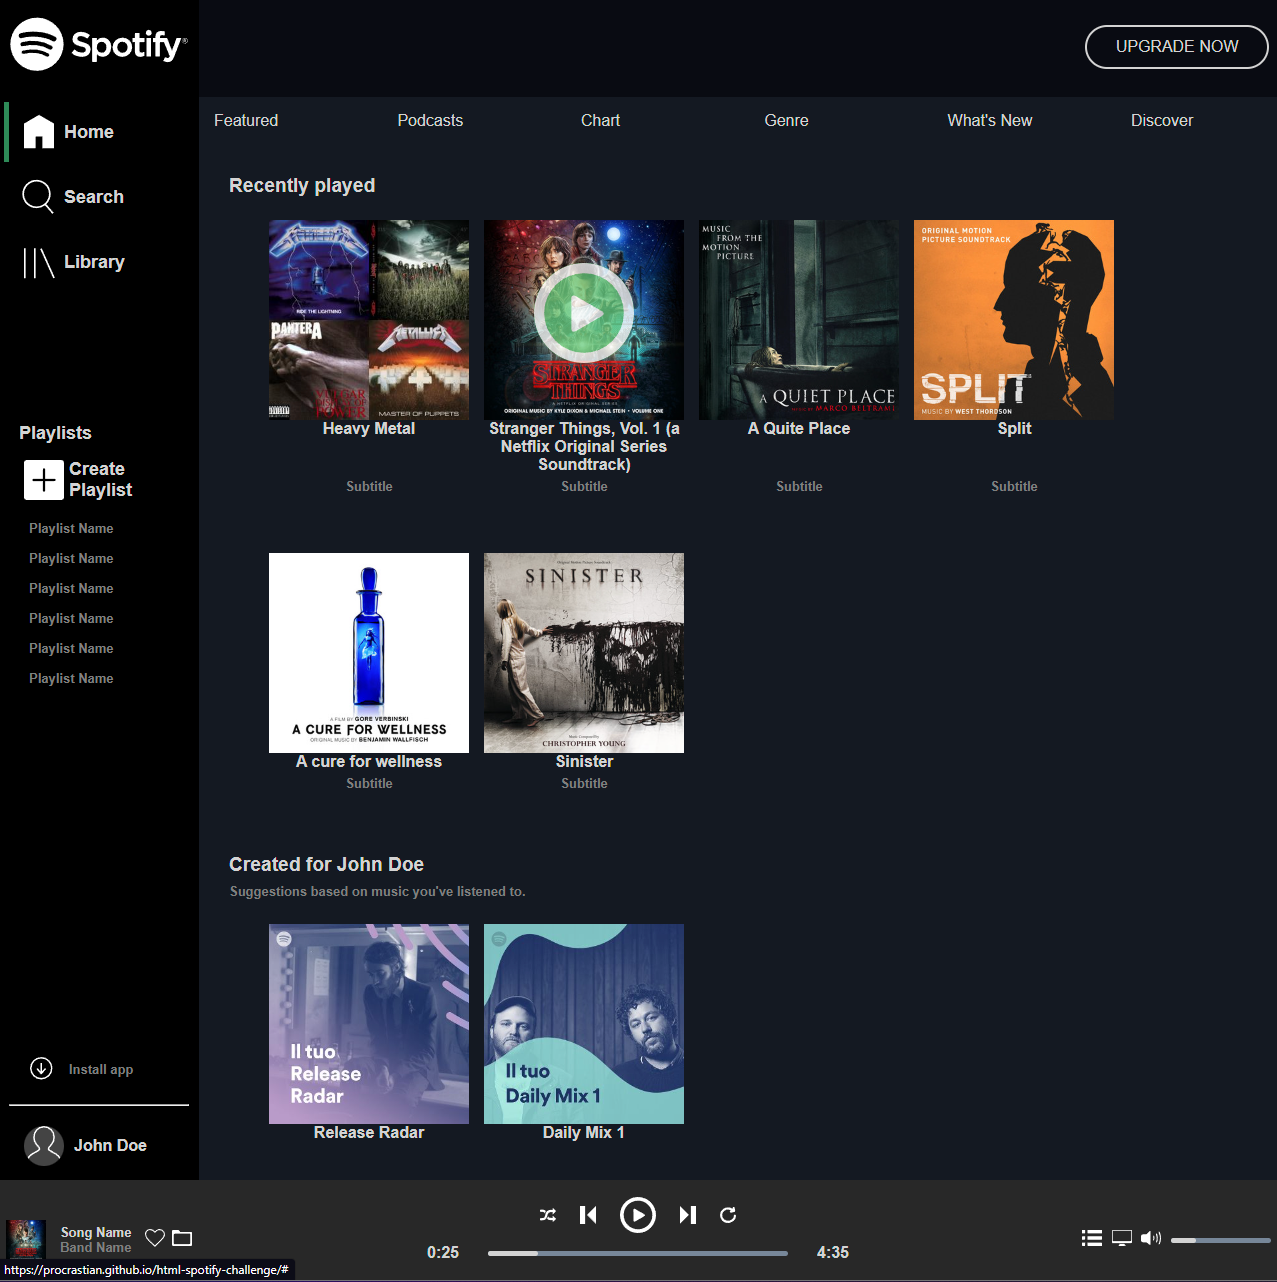 Spotify®
UPGRADE NOW
Home
Search
Library
Featured
Podcasts
Chart
Genre
What's New
Discover
Recently played
RIDE THE LIGHTNING
PANTERA
VULGAR
POWER
METALLICA
MASTER OF PUPPETS
Heavy Metal
Subtitle
STRANGER
THINGS
A NETFLIX ORIGINAL SERIES
ORIGINAL MUSIC BY KYLE DIXON & MICHAEL STEIN • VOLUME ONE
Stranger Things, Vol. 1 (a
Netflix Original Series
Soundtrack)
Subtitle
MUSIC
FROM THE
MOTION
PICTURE
A QUIET PLACE
MUSIC BY MARCO BELTRAMI
A Quite Place
Subtitle
ORIGINAL MOTION
PICTURE SOUNDTRACK
SPLIT
MUSIC BY WEST THORDSON
Split
Subtitle
A FILM BY GORE VERBINSKI
A CURE FOR WELLNESS
ORIGINAL MUSIC BY BENJAMIN WALLFISCH
A cure for wellness
Subtitle
Original Motion Picture Soundtrack
SINISTER
Music Composed by
CHRISTOPHER YOUNG
Sinister
Subtitle
Playlists
Create
Playlist
Playlist Name
Playlist Name
Playlist Name
Playlist Name
Playlist Name
Playlist Name
Created for John Doe
Suggestions based on music you've listened to.
Il tuo
Release
Radar
Release Radar
Il tuo
Daily Mix 1
Daily Mix 1
Install app
John Doe
Song Name
Band Name
0:25
4:35
https://procrastian.github.io/html-spotify-challenge/#